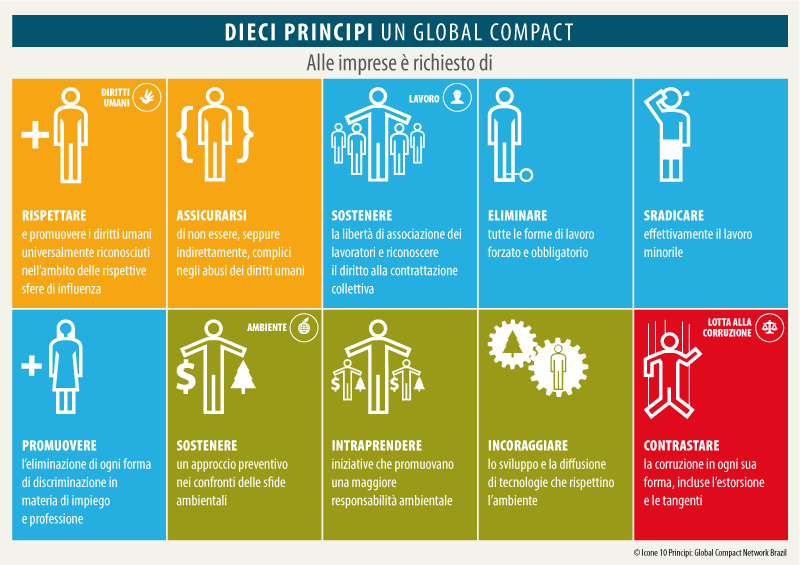 DIECI PRINCIPI UN GLOBAL COMPACT
Alle imprese è richiesto di
DIRITTI
UMANI
RISPETTARE
e promuovere i diritti umani
universalmente riconosciuti
nell'ambito delle rispettive
sfere di influenza
ASSICURARSI
di non essere, seppure
indirettamente, complici
negli abusi dei diritti umani
LAVORO
SOSTENERE
la libertà di associazione dei
lavoratori e riconoscere
il diritto alla contrattazione
collettiva
ELIMINARE
tutte le forme di lavoro
forzato e obbligatorio
SRADICARE
effettivamente il lavoro
minorile
PROMUOVERE
l'eliminazione di ogni forma
di discriminazione in
materia di impiego
e professione
AMBIENTE
$
SOSTENERE
un approccio preventivo
nei confronti delle sfide
ambientali
$ $
INTRAPRENDERE
iniziative che promuovano
una maggiore
responsabilità ambientale
INCORAGGIARE
lo sviluppo e la diffusione
di tecnologie che rispettino
l'ambiente
LOTTA ALLA
CORRUZIONE
CONTRASTARE
la corruzione in ogni sua
forma, incluse l'estorsione
e le tangenti
© Icone 10 Principi: Global Compact Network Brazil